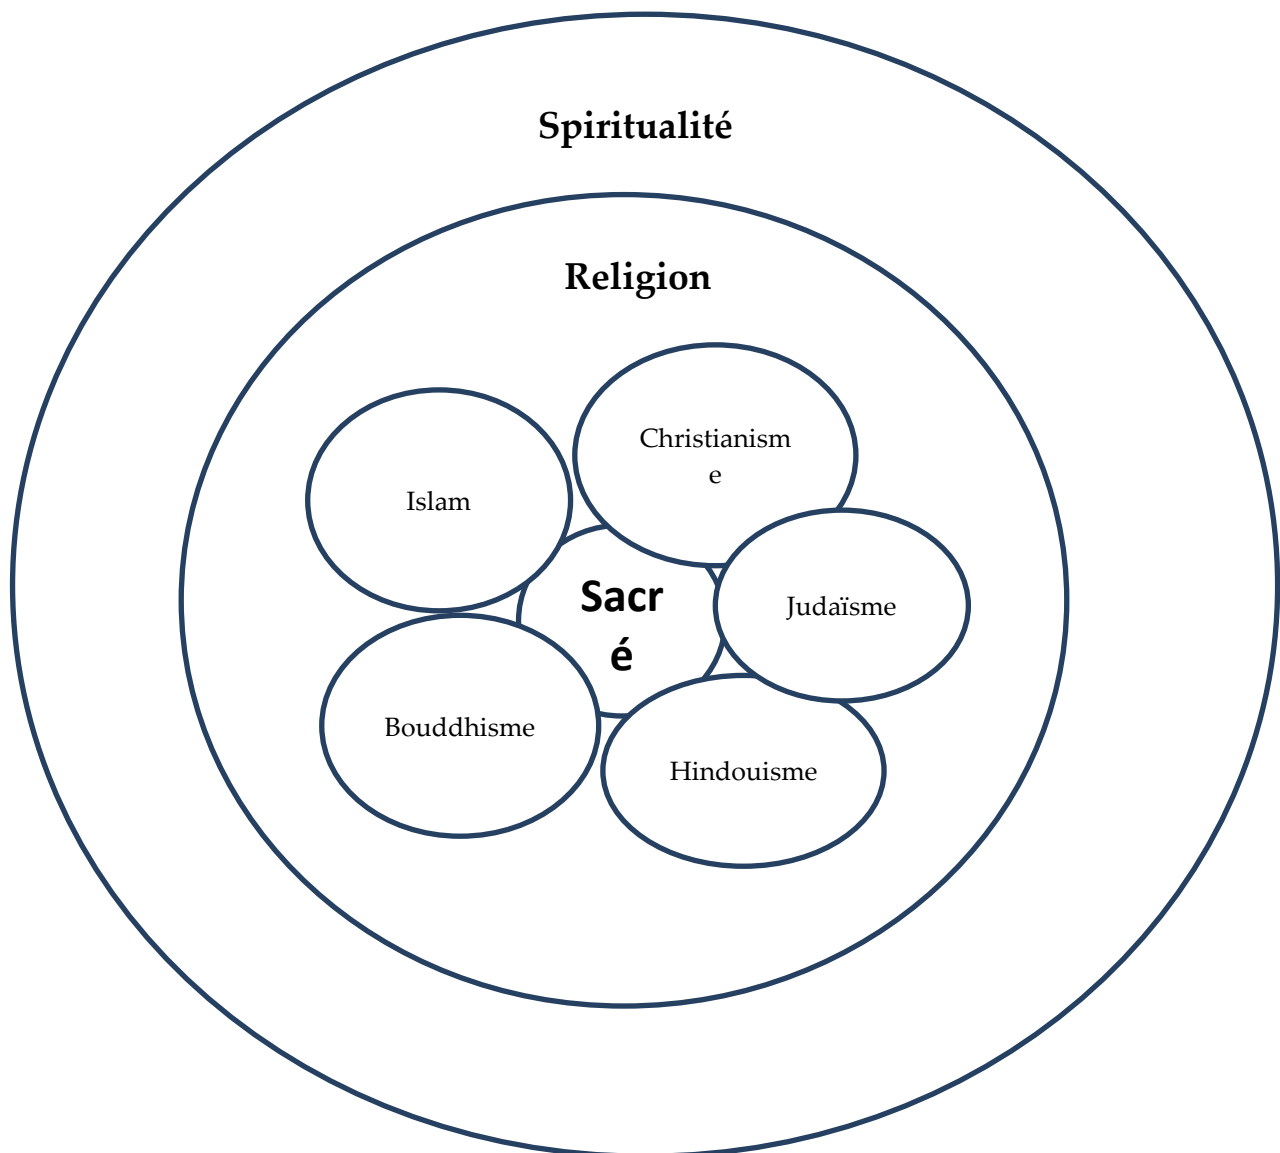 Spiritualité
Religion
Christianism
e
Islam
Sacr
é
Judaïsme
Bouddhisme
Hindouisme